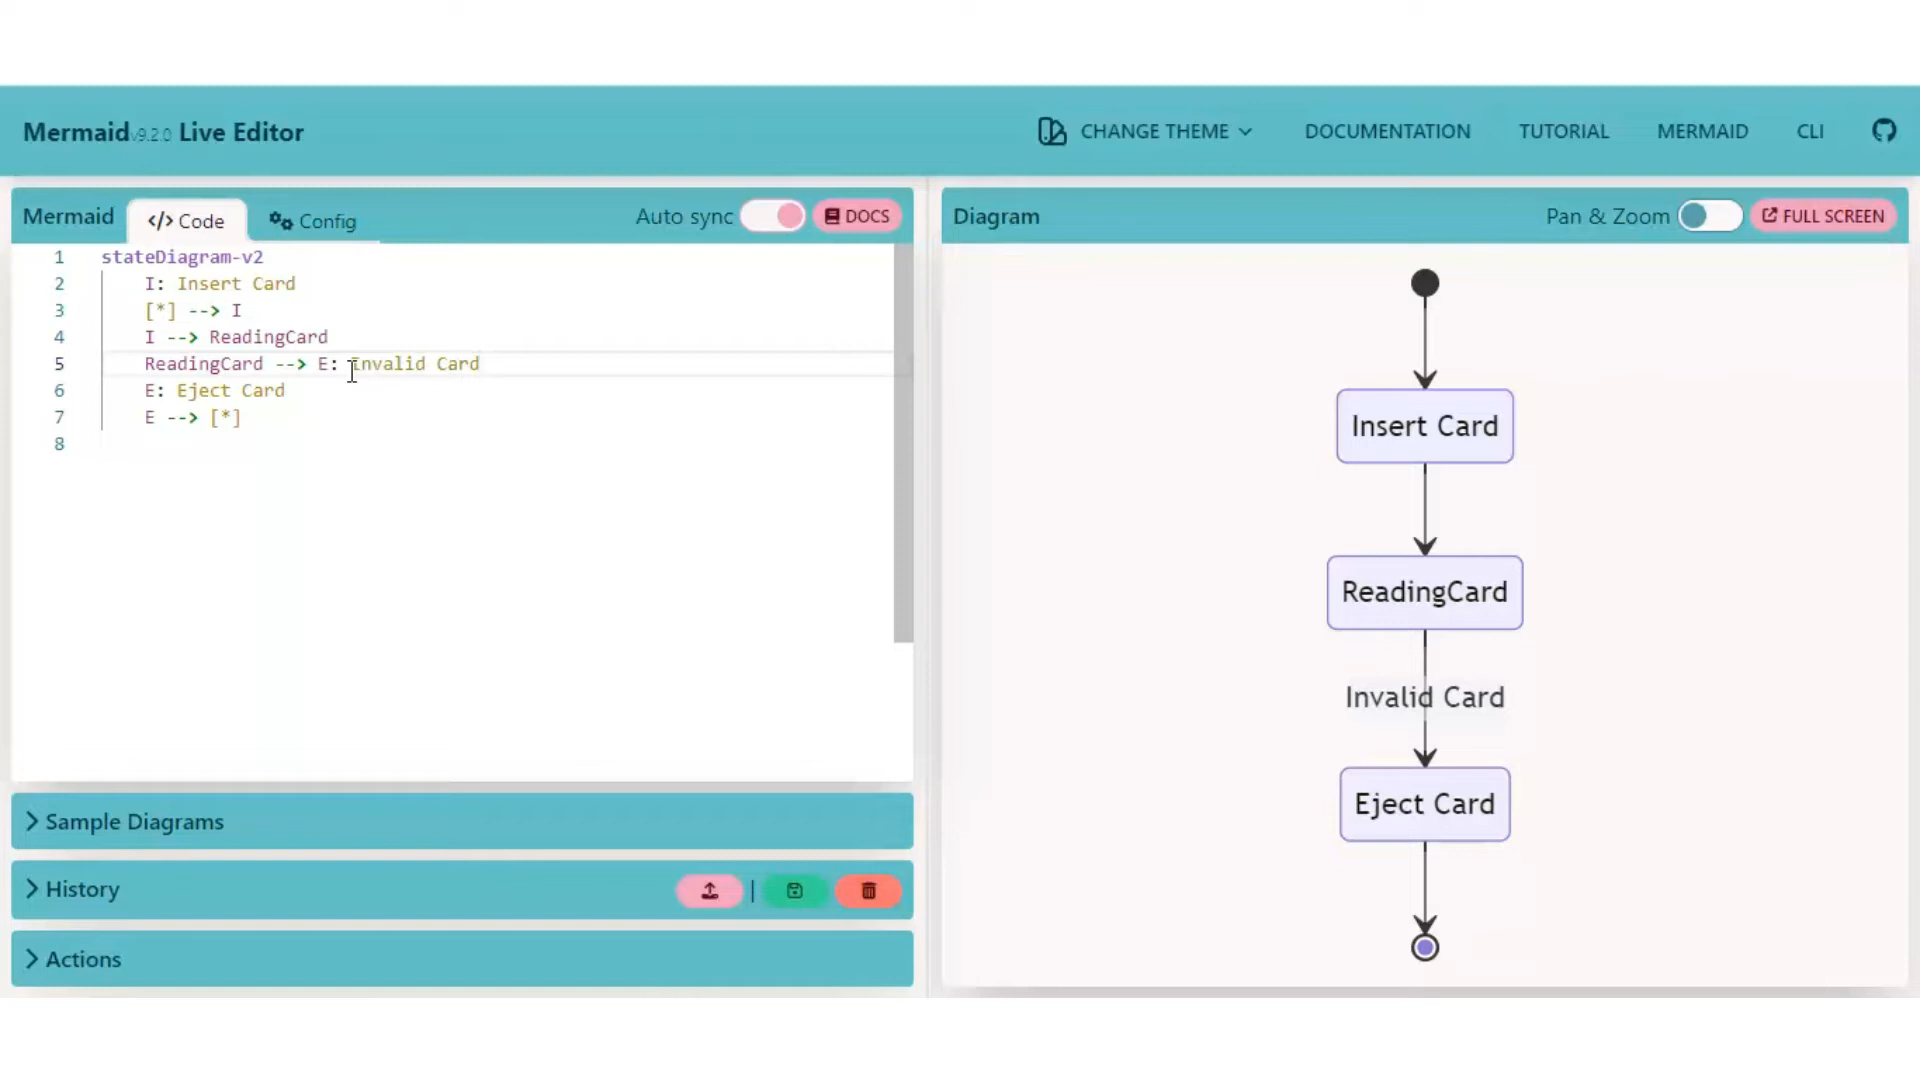 Mermaid v9.2.0 Live Editor
CHANGE THEME
DOCUMENTATION
TUTORIAL
MERMAID
CLI
Mermaid
</> Code
Config
Auto sync
DOCS
1 stateDiagram-v2
2 I: Insert Card
3 [*] --> I
4 I --> ReadingCard
5 ReadingCard --> E: Invalid Card
6 E: Eject Card
7 E --> [*]
8
Sample Diagrams
History
|
Actions
Diagram
Pan & Zoom
FULL SCREEN
Insert Card
ReadingCard
Invalid Card
Eject Card